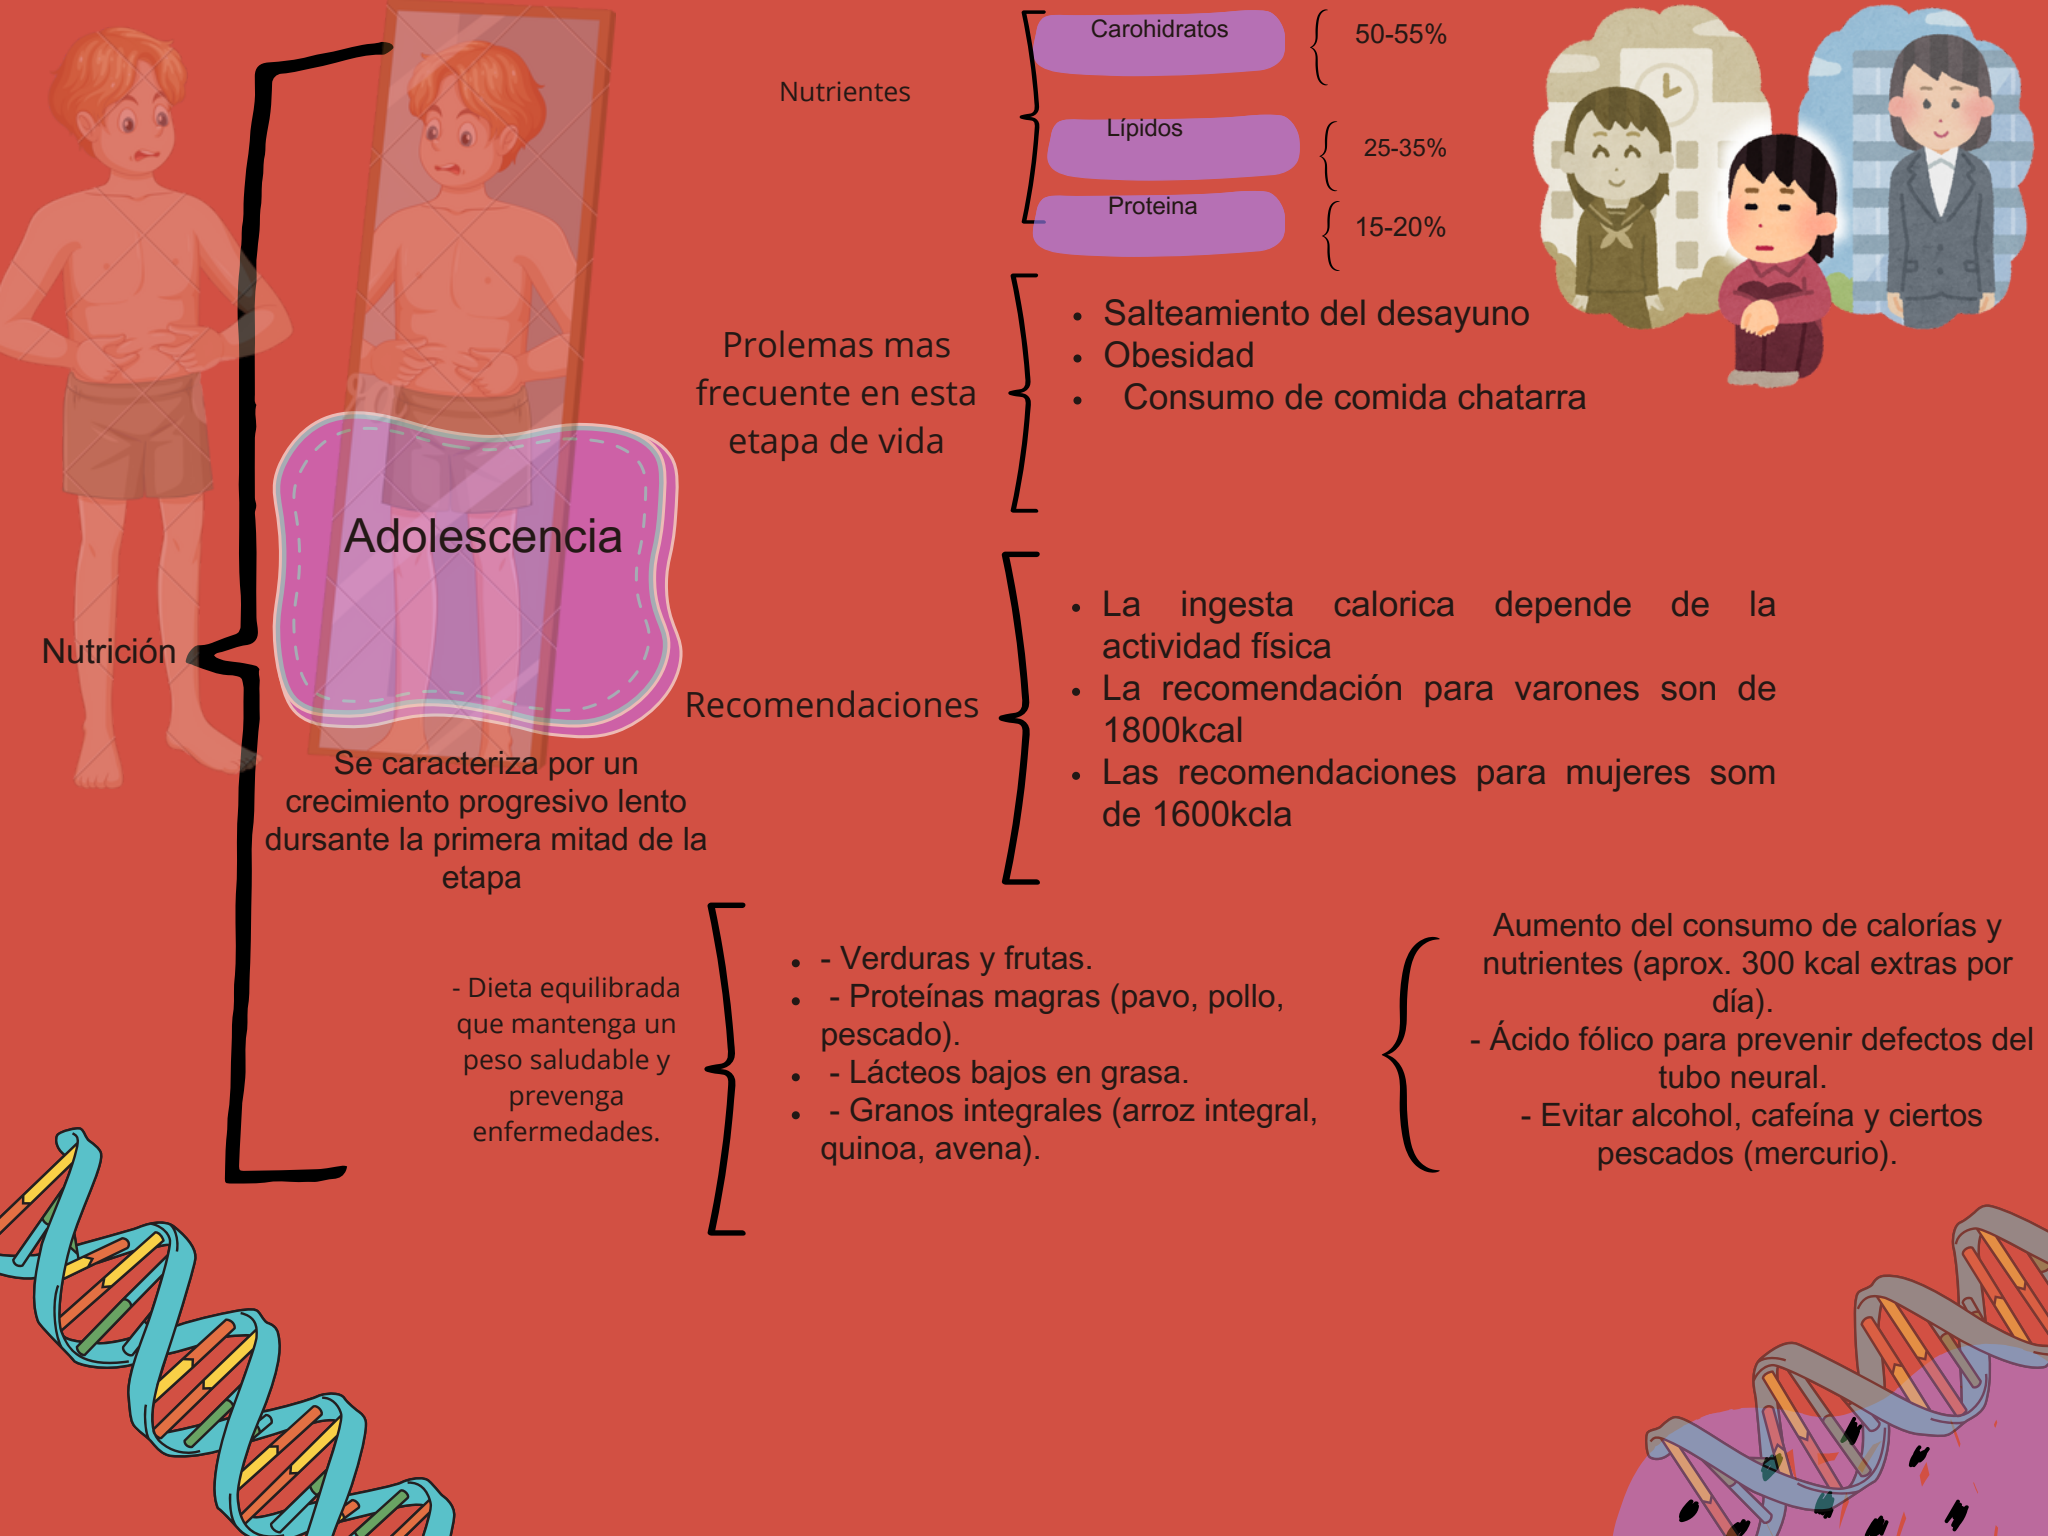 Nutrición
Adolescencia
Se caracteriza por un
crecimiento progresivo lento
dursante la primera mitad de la
etapa
Nutrientes
Carohidratos
50-55%
Lípidos
25-35%
Proteina
15-20%
Prolemas mas
frecuente en esta
etapa de vida
• Salteamiento del desayuno
• Obesidad
• Consumo de comida chatarra
Recomendaciones
• La ingesta calorica depende de la
actividad física
• La recomendación para varones son de
1800kcal
• Las recomendaciones para mujeres som
de 1600kcla
- Dieta equilibrada
que mantenga un
peso saludable y
prevenga
enfermedades.
• - Verduras y frutas.
• - Proteínas magras (pavo, pollo,
pescado).
• - Lácteos bajos en grasa.
• - Granos integrales (arroz integral,
quinoa, avena).
Aumento del consumo de calorías y
nutrientes (aprox. 300 kcal extras por
día).
- Ácido fólico para prevenir defectos del
tubo neural.
- Evitar alcohol, cafeína y ciertos
pescados (mercurio).